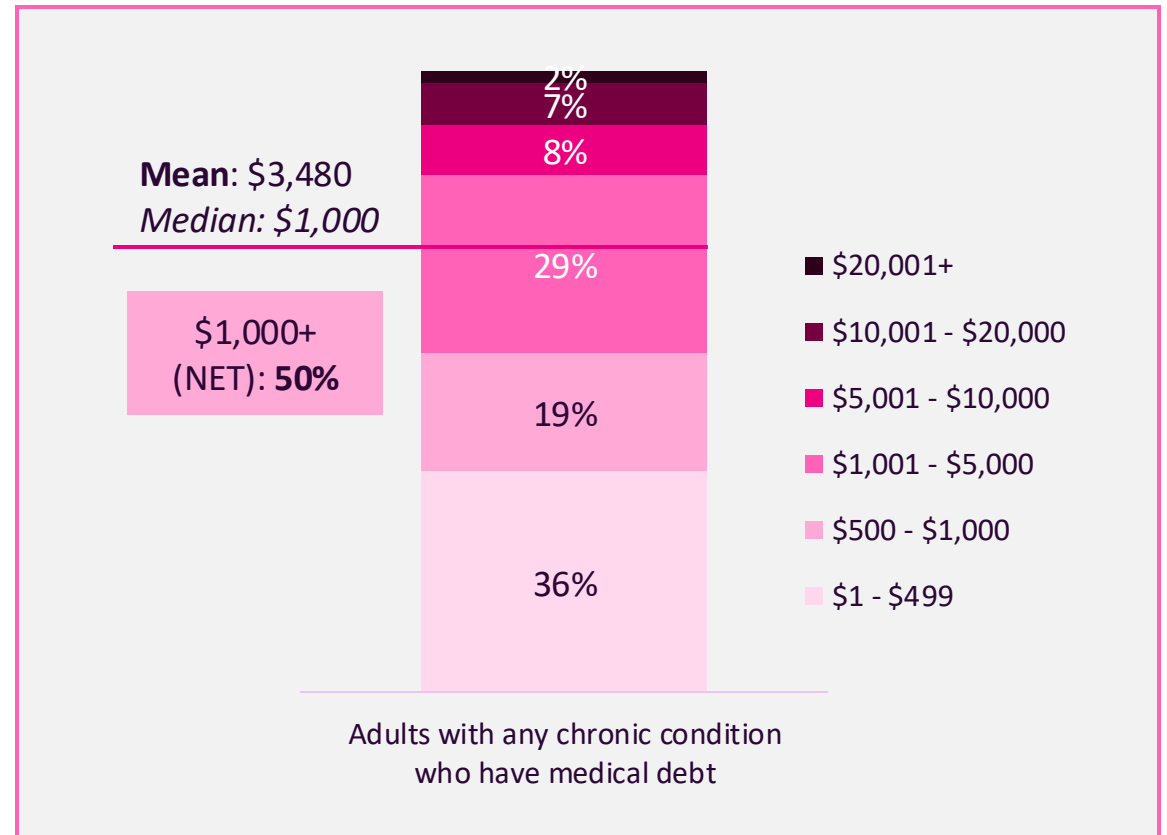 2%
7%
8%
Mean: $3,480
Median: $1,000
29%
$1,000+
(NET): 50%
19%
36%
$20,001+
$10,001 - $20,000
$5,001 - $10,000
$1,001 - $5,000
$500 - $1,000
$1 - $499
Adults with any chronic condition
who have medical debt